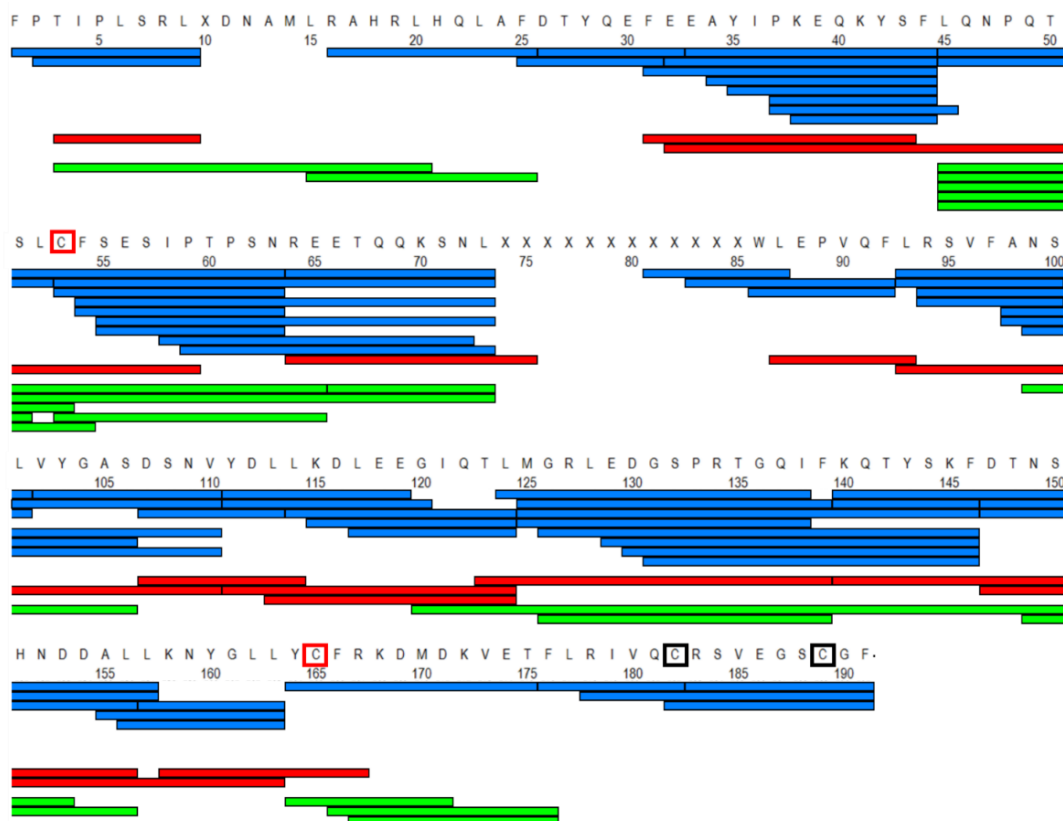 F P T I P L S R L X D N A M L R A H R L H Q L A F D T Y Q E F E E A Y I P K E Q K Y S F L Q N P Q T
5 10 15 20 25 30 35 40 45 50
S L C F S E S I P T P S N R E E T Q Q K S N L X X X X X X X X X X X X W L E P V Q F L R S V F A N S
55 60 65 70 75 80 85 90 95 100
L V Y G A S D S N V Y D L L K D L E E G I Q T L M G R L E D G S P R T G Q I F K Q T Y S K F D T N S
105 110 115 120 125 130 135 140 145 150
H N D D A L L K N Y G L L Y C F R K D M D K V E T F L R I V Q C R S V E G S C G F .
155 160 165 170 175 180 185 190